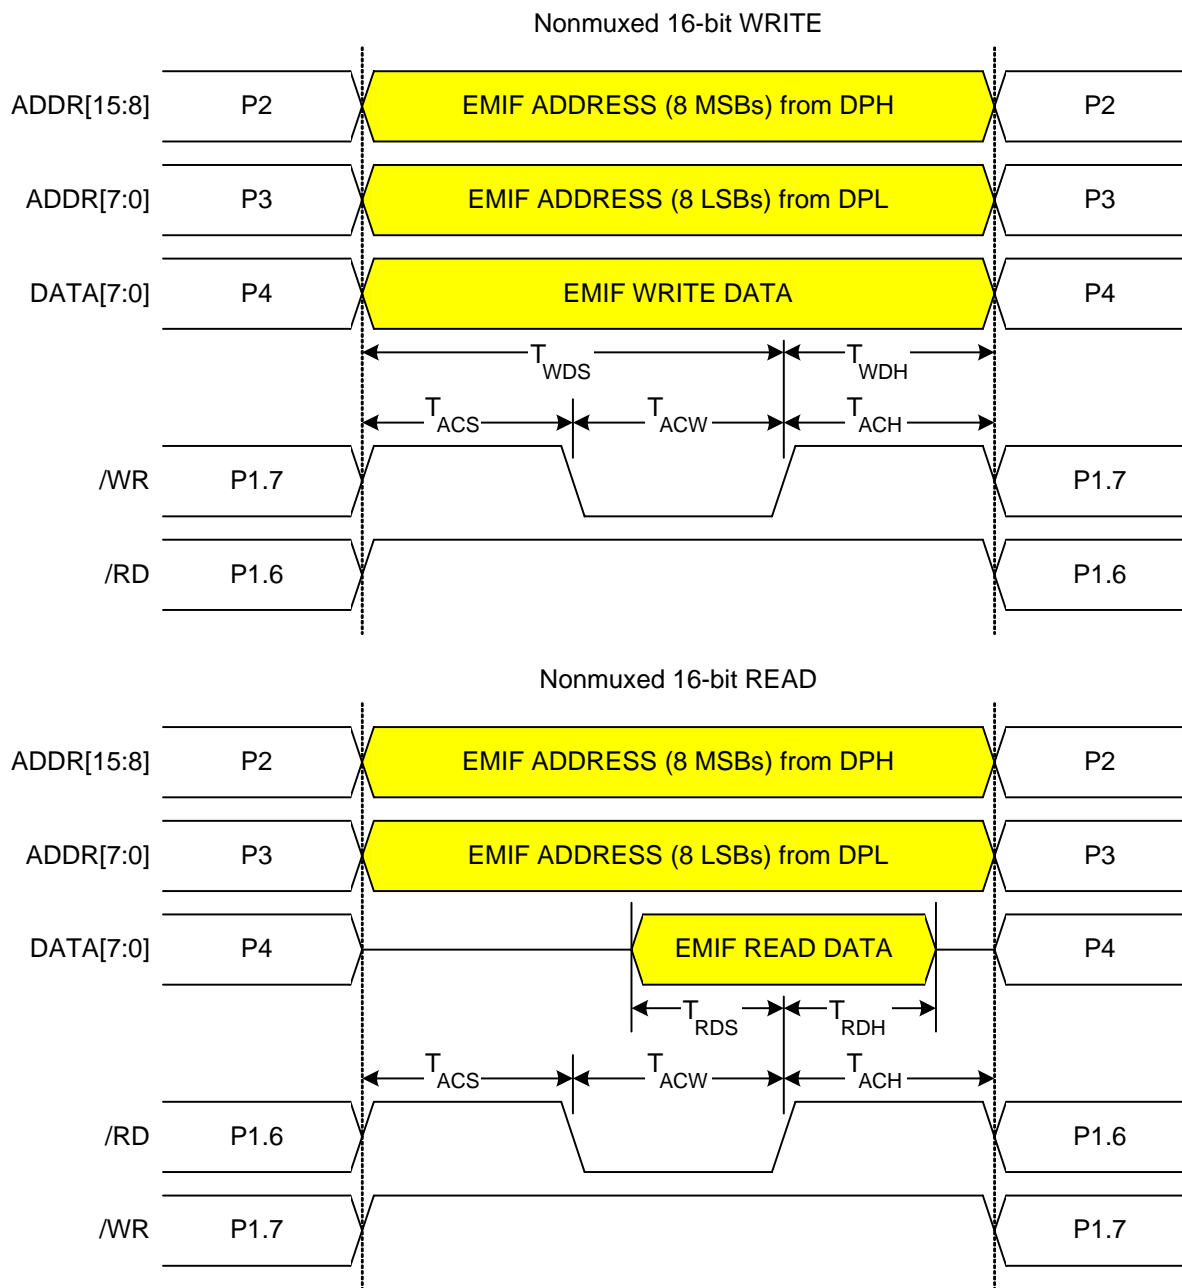 Nonmuxed 16-bit WRITE
ADDR[15:8] P2 EMIF ADDRESS (8 MSBs) from DPH P2
ADDR[7:0] P3 EMIF ADDRESS (8 LSBs) from DPL P3
DATA[7:0] P4 EMIF WRITE DATA P4
TWDS TWDH
TACS TACW TACH
/WR P1.7 P1.7
/RD P1.6 P1.6
Nonmuxed 16-bit READ
ADDR[15:8] P2 EMIF ADDRESS (8 MSBs) from DPH P2
ADDR[7:0] P3 EMIF ADDRESS (8 LSBs) from DPL P3
DATA[7:0] P4 EMIF READ DATA P4
TRDS TRDH
TACS TACW TACH
/RD P1.6 P1.6
/WR P1.7 P1.7